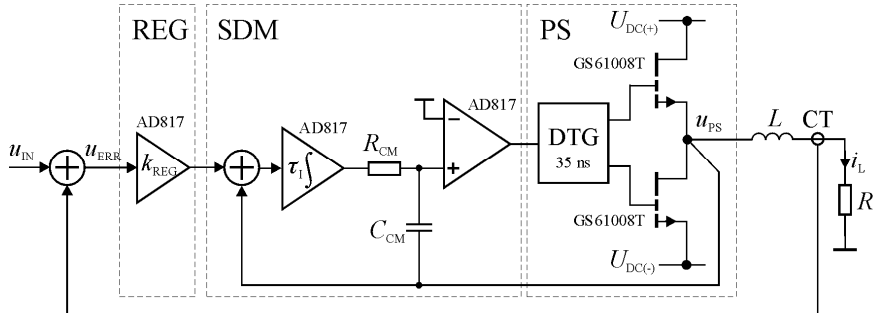 REG SDM PS
U_DC(+)
GS61008T
AD817
AD817
AD817
u_IN
u_ERR
k_REG
τ_I∫
R_CM
−
+
DTG
35 ns
u_PS
L
CT
i_L
R
C_CM
GS61008T
U_DC(-)